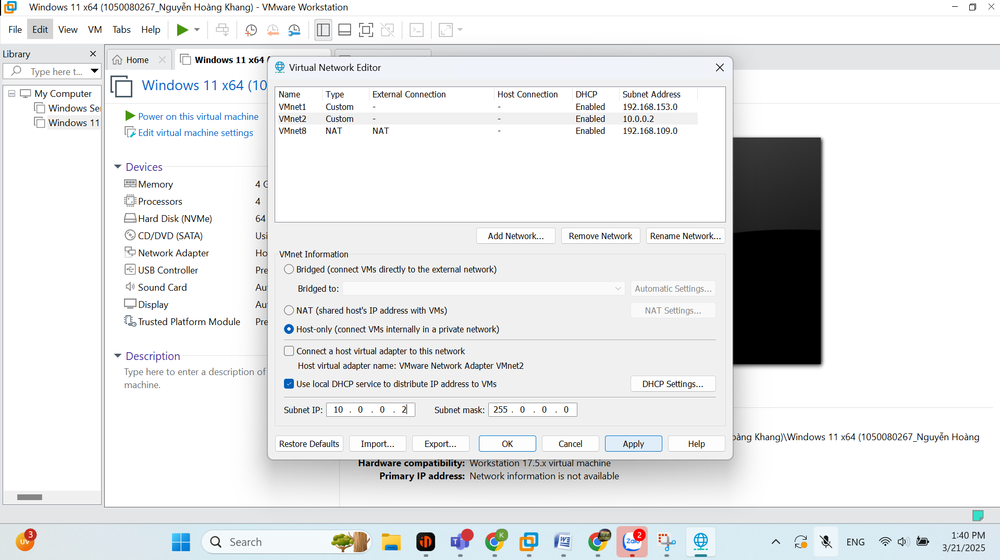 Windows 11 x64 (1050080267_Nguyễn Hoàng Khang) - VMware Workstation
File Edit View VM Tabs Help
Library
Type here t...
My Computer
Windows Ser
Windows 11
Home
Windows 11 x64 (
Windows 11 x64 (10
Power on this virtual machine
Edit virtual machine settings
Devices
Memory 4 G
Processors 4
Hard Disk (NVMe) 64
CD/DVD (SATA) Usi
Network Adapter Ho
USB Controller Pre
Sound Card Au
Display Au
Trusted Platform Module Pre
Description
Type here to enter a description of
machine.
Virtual Network Editor
Name Type External Connection Host Connection DHCP Subnet Address
VMnet1 Custom - - Enabled 192.168.153.0
VMnet2 Custom - - Enabled 10.0.0.2
VMnet8 NAT NAT - Enabled 192.168.109.0
Add Network... Remove Network Rename Network...
VMnet Information
Bridged (connect VMs directly to the external network)
Bridged to: Automatic Settings...
NAT (shared host's IP address with VMs) NAT Settings...
Host-only (connect VMs internally in a private network)
Connect a host virtual adapter to this network
Host virtual adapter name: VMware Network Adapter VMnet2
Use local DHCP service to distribute IP address to VMs DHCP Settings...
Subnet IP: 10 . 0 . 0 . 2 Subnet mask: 255 . 0 . 0 . 0
Restore Defaults Import... Export... OK Cancel Apply Help
oàng Khang)\Windows 11 x64 (1050080267_Nguyễn Hoàng
Hardware compatibility: Workstation 17.5.x virtual machine
Primary IP address: Network information is not available
UV 3
Search
K
Zalo 2
ENG
1:40 PM
3/21/2025